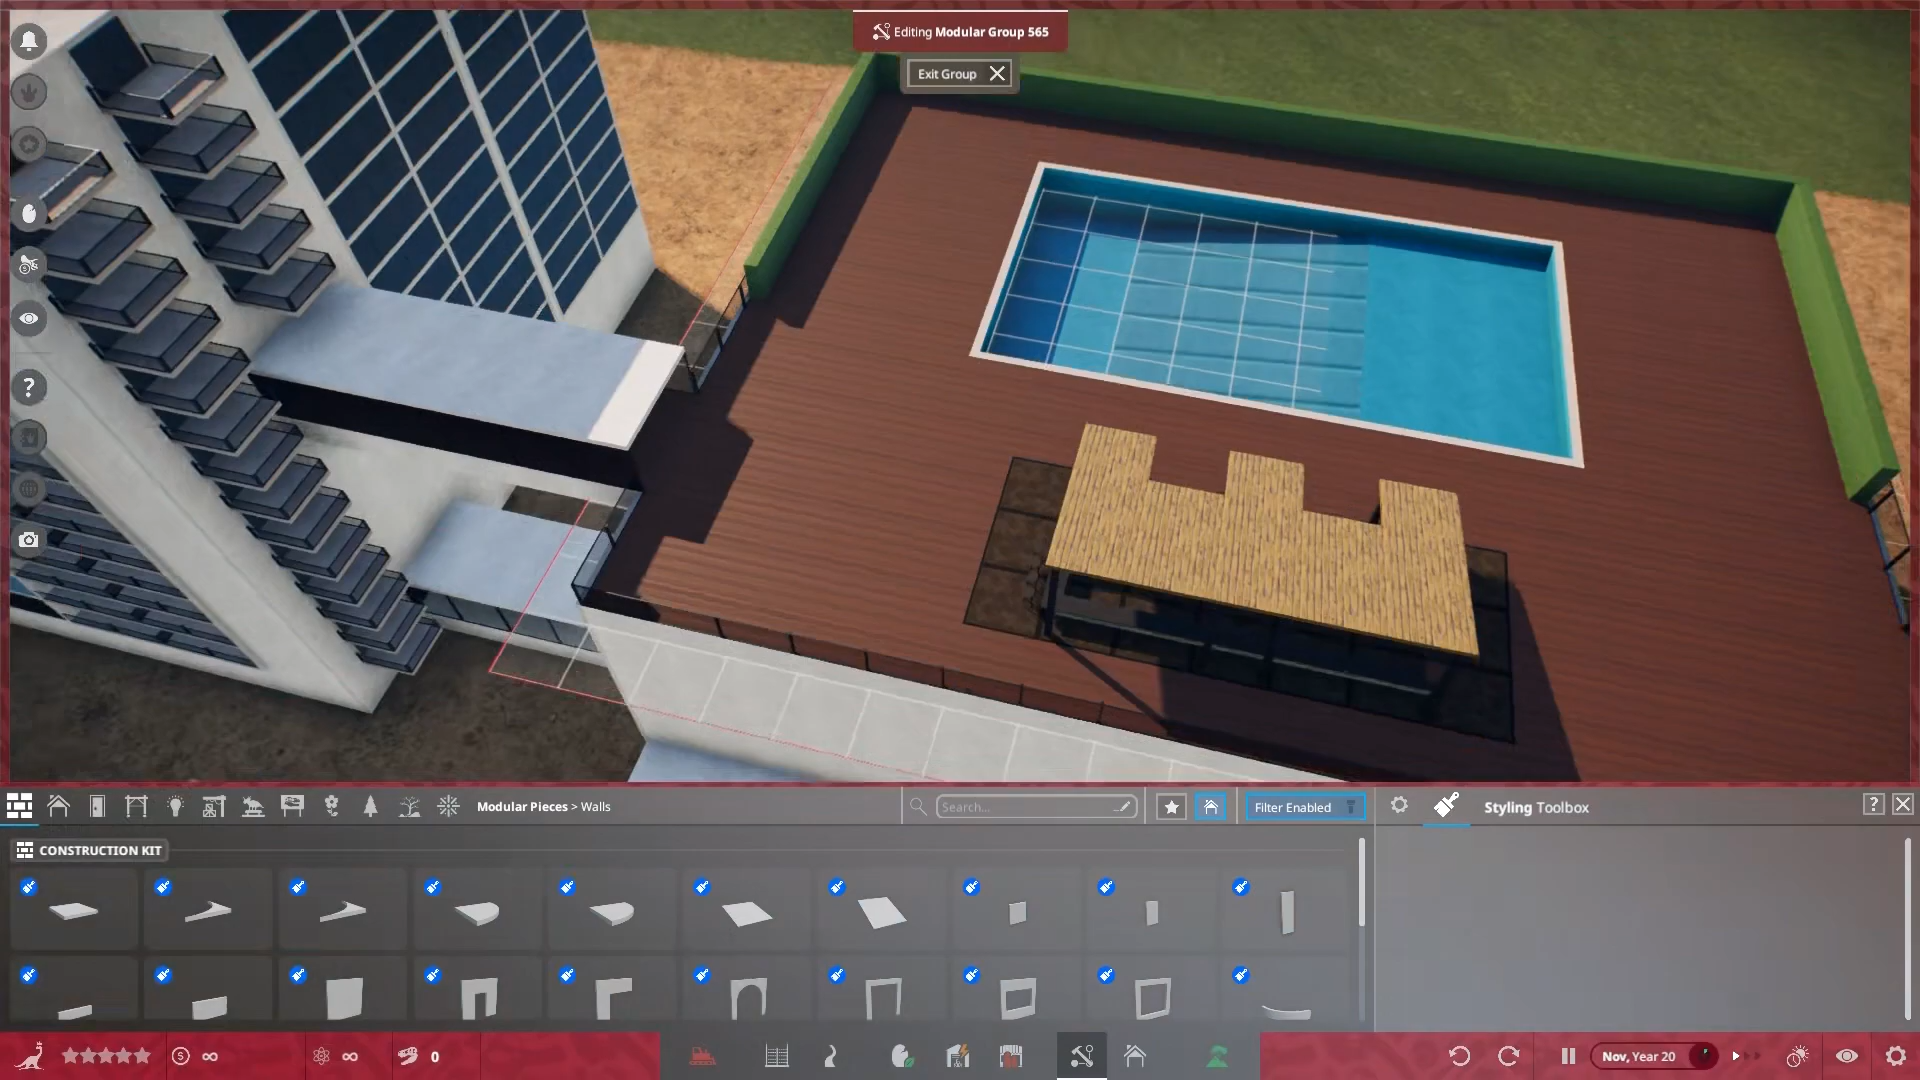 Editing Modular Group 565
Exit Group
?
Modular Pieces > Walls
Search...
Filter Enabled
Styling Toolbox
?
CONSTRUCTION KIT
∞
∞
0
Nov, Year 20